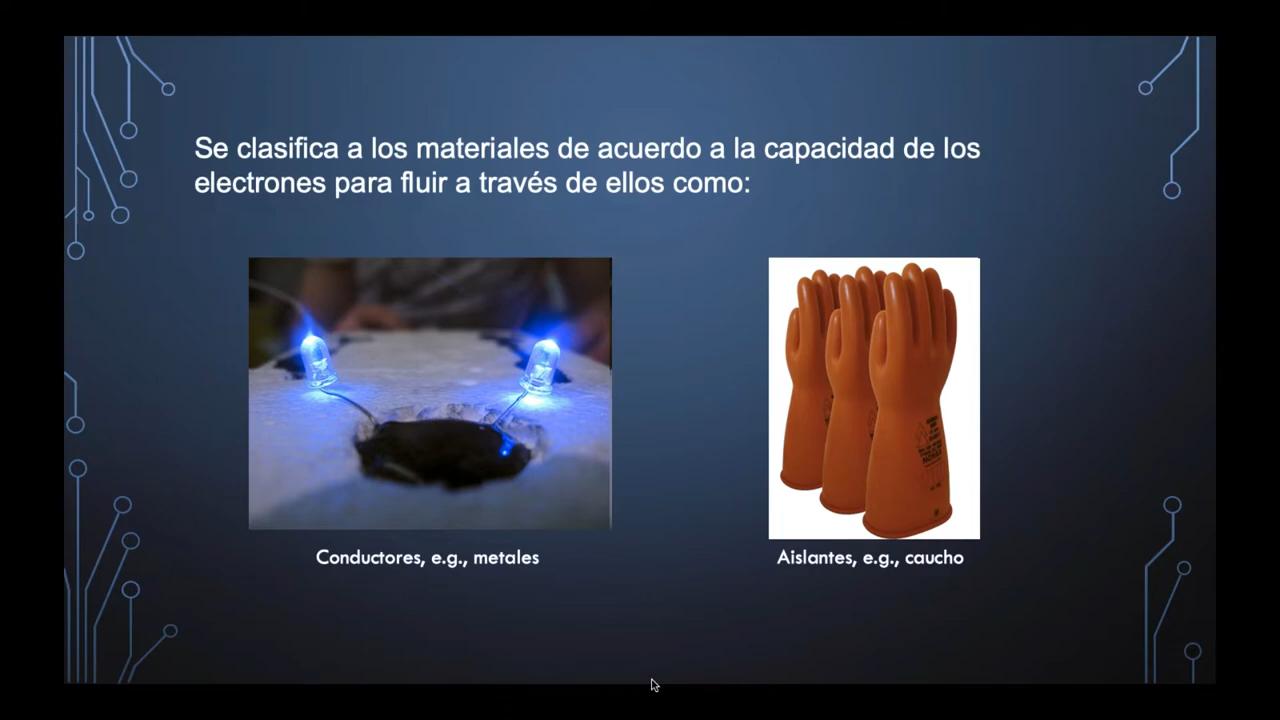 Se clasifica a los materiales de acuerdo a la capacidad de los
electrones para fluir a través de ellos como:
Conductores, e.g., metales
Aislantes, e.g., caucho